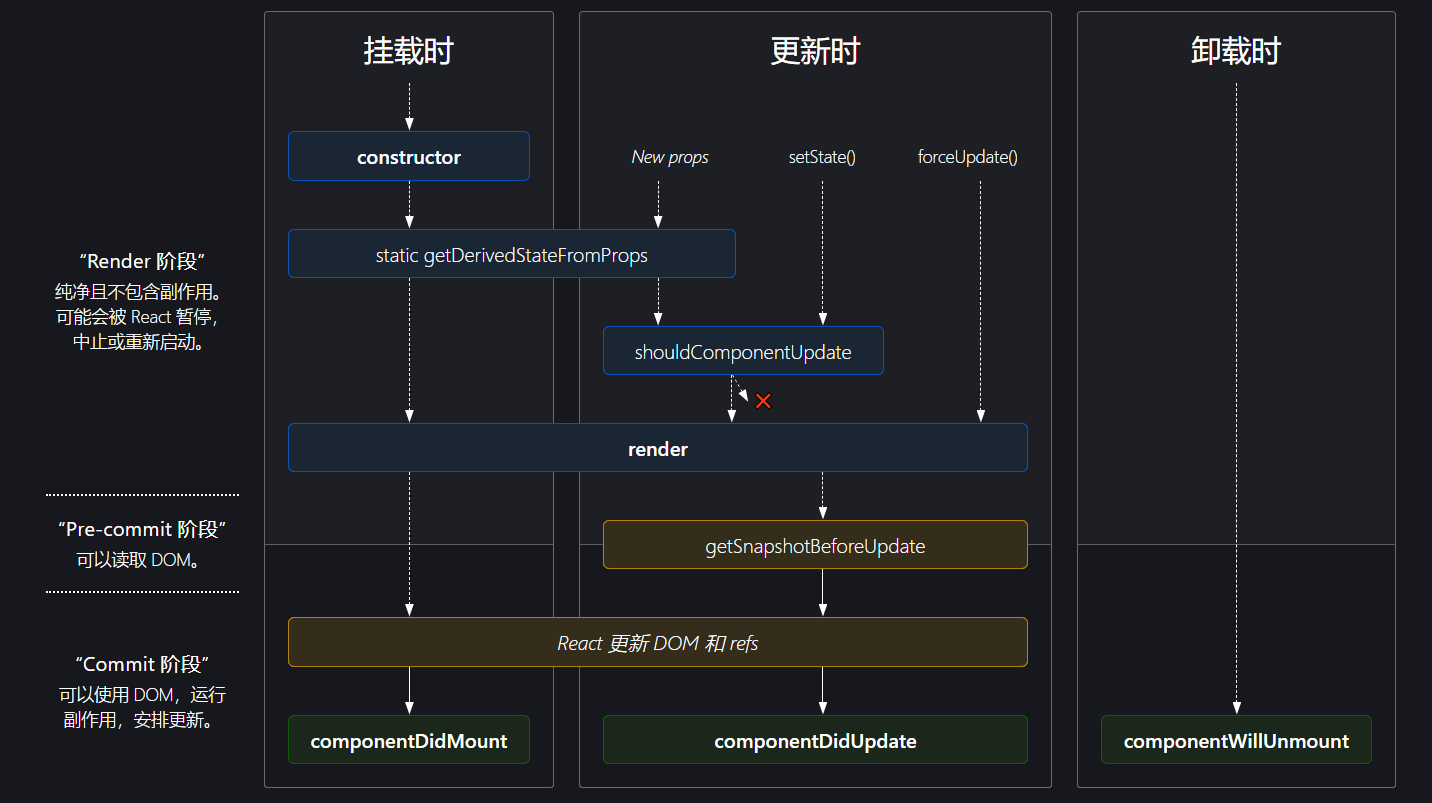 挂载时
更新时
卸载时
constructor
New props
setState()
forceUpdate()
static getDerivedStateFromProps
“Render 阶段”
纯净且不包含副作用。
可能会被 React 暂停，
中止或重新启动。
shouldComponentUpdate
render
“Pre-commit 阶段”
可以读取 DOM。
getSnapshotBeforeUpdate
React 更新 DOM 和 refs
“Commit 阶段”
可以使用 DOM，运行
副作用，安排更新。
componentDidMount
componentDidUpdate
componentWillUnmount